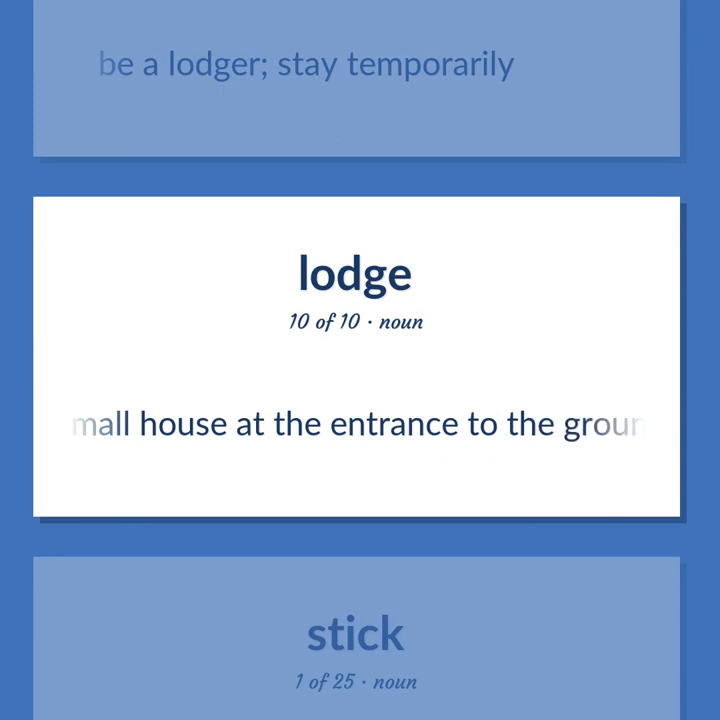 be a lodger; stay temporarily
lodge
10 of 10 · noun
mall house at the entrance to the groun
stick
1 of 25 · noun